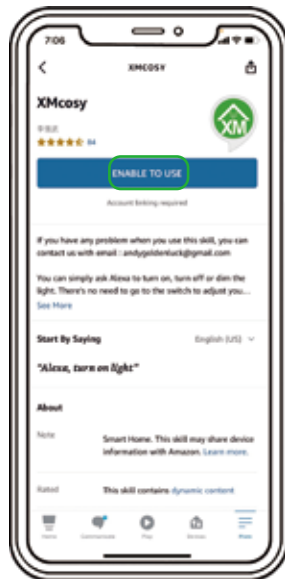 7:06
XMCOSY
XMcosy
XM
84
ENABLE TO USE
Account linking required
If you have any problem when you use this skill, you can
contact us with email : andygoldenluck@gmail.com
You can simply ask Alexa to turn on, turn off or dim the
light. There's no need to go to the switch to adjust you...
See More
Start By Saying English (US)
"Alexa, turn on light"
About
Note Smart Home. This skill may share device
information with Amazon. Learn more.
Rated This skill contains dynamic content
Home Communicate Play Devices More